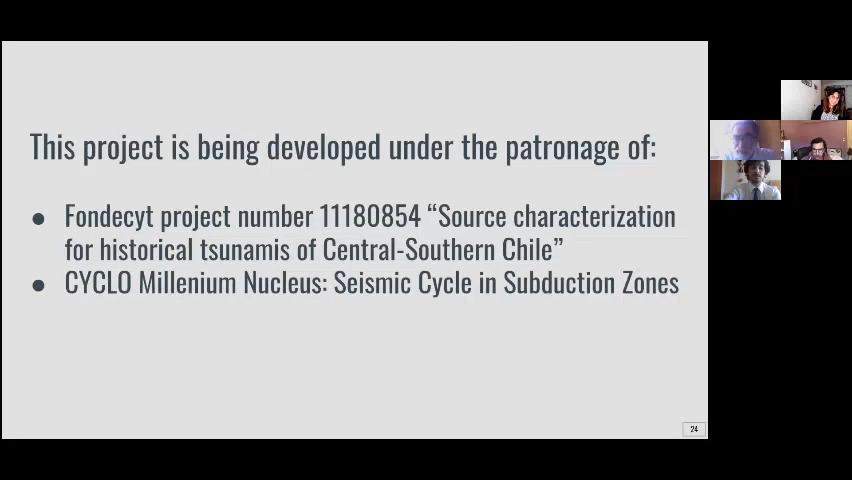 This project is being developed under the patronage of:
● Fondecyt project number 11180854 “Source characterization
for historical tsunamis of Central-Southern Chile”
● CYCLO Millenium Nucleus: Seismic Cycle in Subduction Zones
24